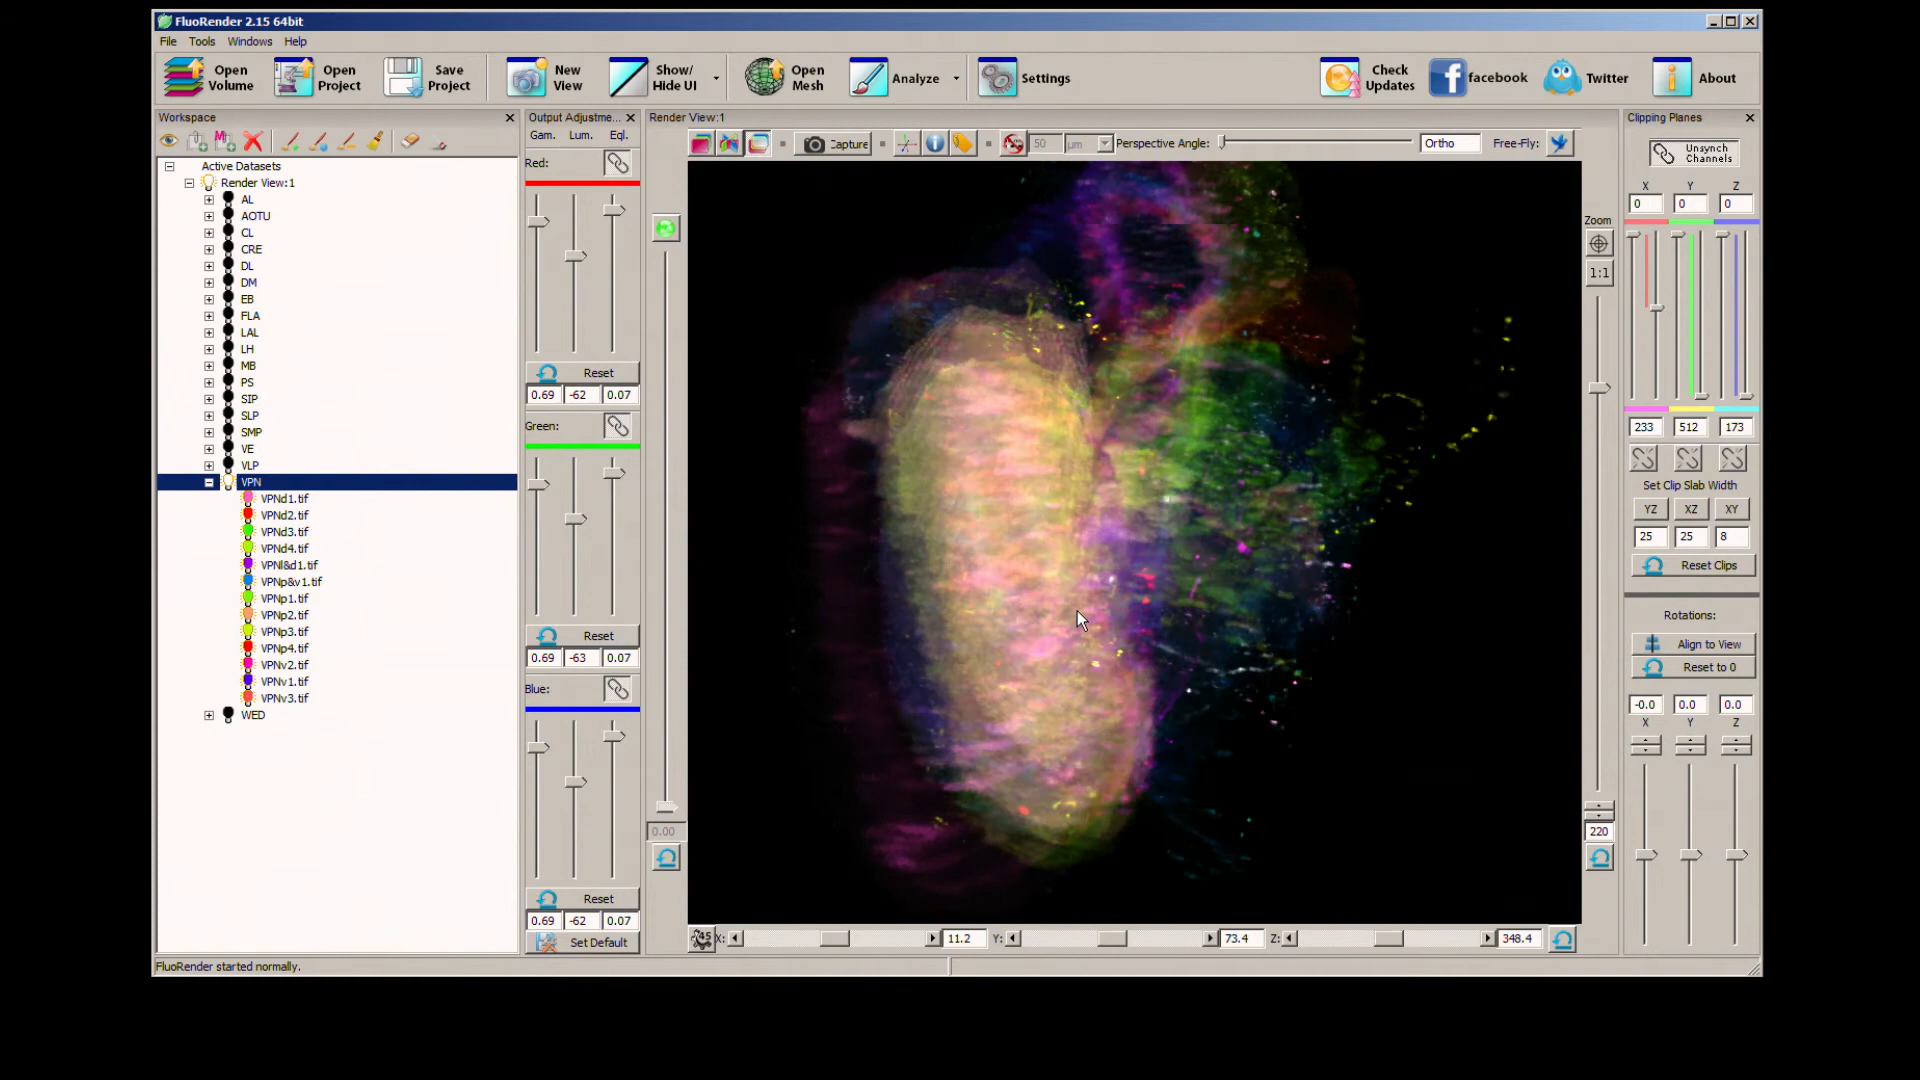 FluoRender 2.15 64bit
File Tools Windows Help
Open Volume
Open Project
Save Project
New View
Show/ Hide UI
Open Mesh
Analyze
Settings
Check Updates
facebook
Twitter
About
Workspace
Active Datasets
Render View:1
AL
AOTU
CL
CRE
DL
DM
EB
FLA
LAL
LH
MB
PS
SIP
SLP
SMP
VE
VLP
VPN
VPNd1.tif
VPNd2.tif
VPNd3.tif
VPNd4.tif
VPNl&d1.tif
VPNp&v1.tif
VPNp1.tif
VPNp2.tif
VPNp3.tif
VPNp4.tif
VPNv2.tif
VPNv1.tif
VPNv3.tif
WED
Output Adjustme...
Gam. Lum. Eql.
Red:
Reset
0.69 -62 0.07
Green:
Reset
0.69 -63 0.07
Blue:
Reset
0.69 -62 0.07
Set Default
Render View:1
Capture
50 µm
Perspective Angle:
Ortho
Free-Fly:
0.00
Zoom
1:1
220
45
X: 11.2 Y: 73.4 Z: 348.4
Clipping Planes
Unsynch Channels
X Y Z
0 0 0
233 512 173
Set Clip Slab Width
YZ XZ XY
25 25 8
Reset Clips
Rotations:
Align to View
Reset to 0
-0.0 0.0 0.0
X Y Z
FluoRender started normally.